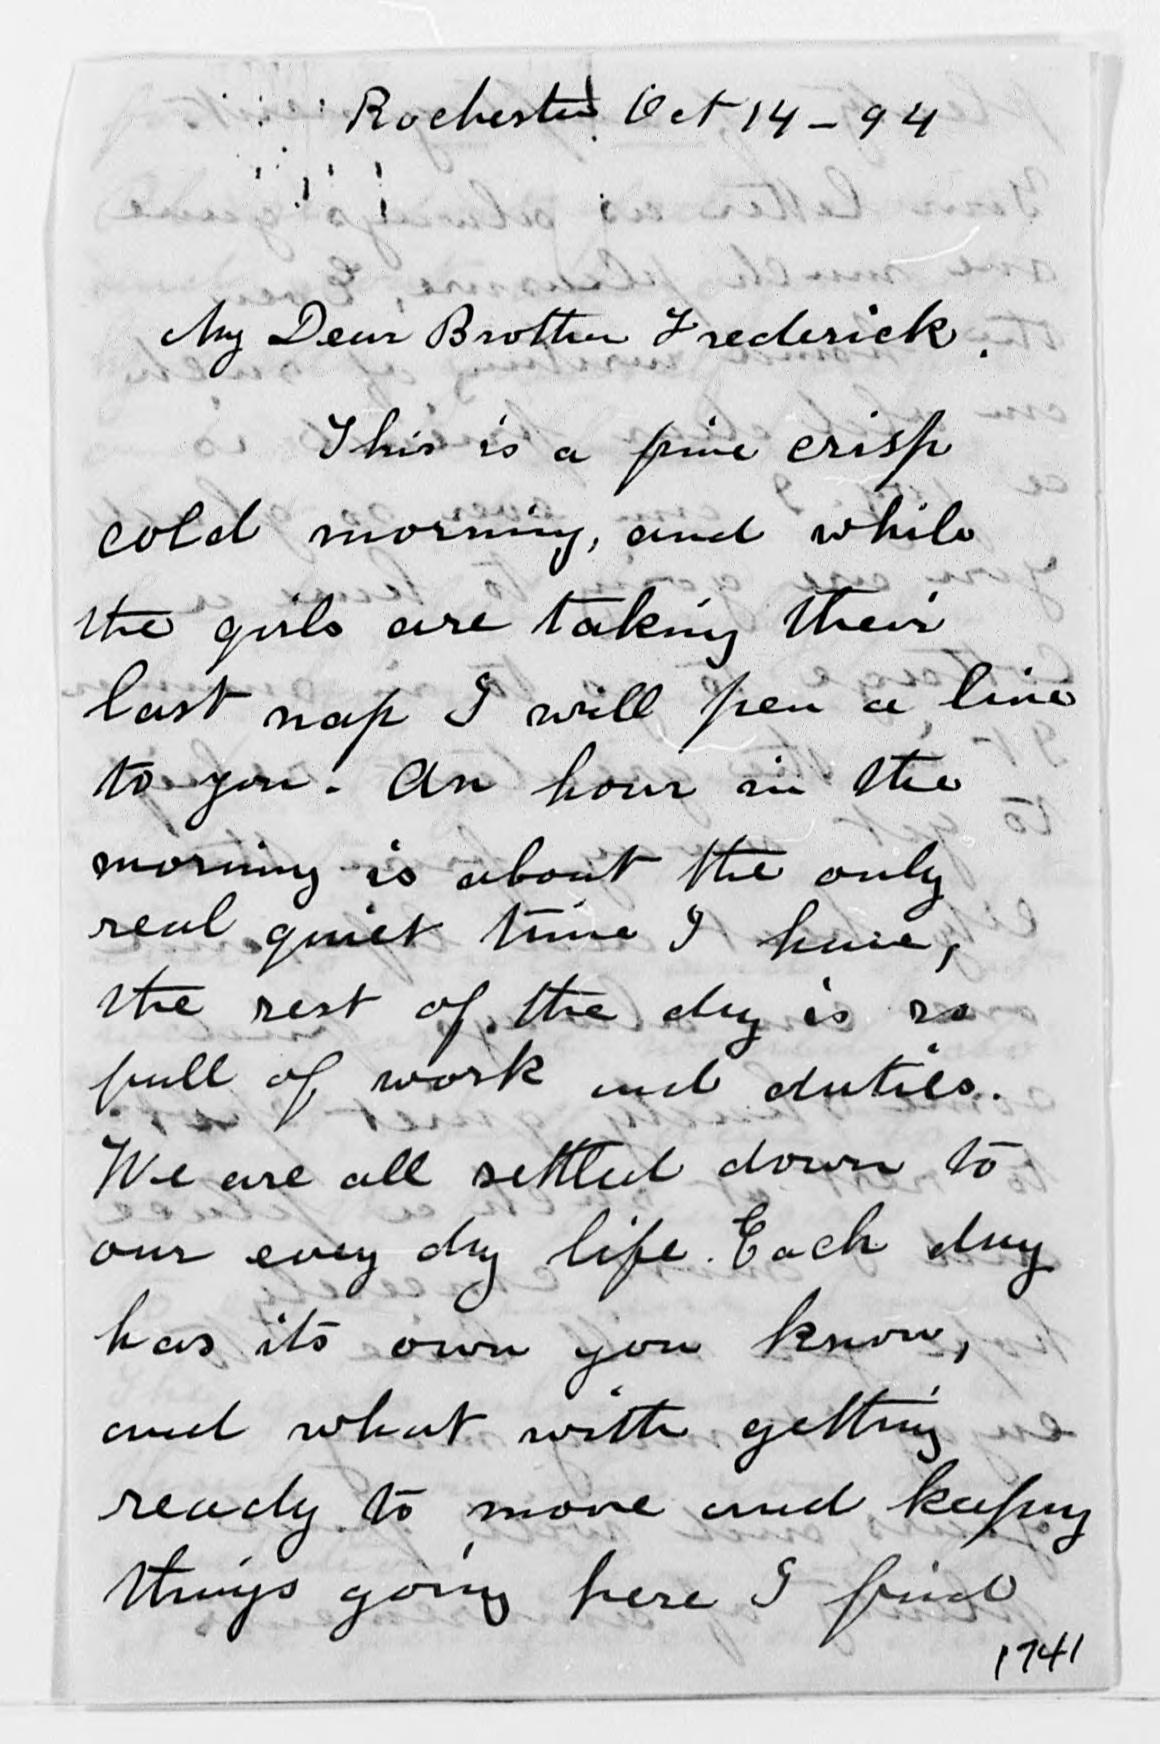 Rochester Oct 14 - 94
My Dear Brother Frederick.
This is a fine crisp
cold morning, and while
the girls are taking their
last nap I will pen a line
to you. An hour in the
morning is about the only
real quiet time I have,
the rest of the day is so
full of work and duties.
We are all settled down to
our every day life. Each day
has its own you know,
and what with getting
ready to move and keeping
things going here I find
1741